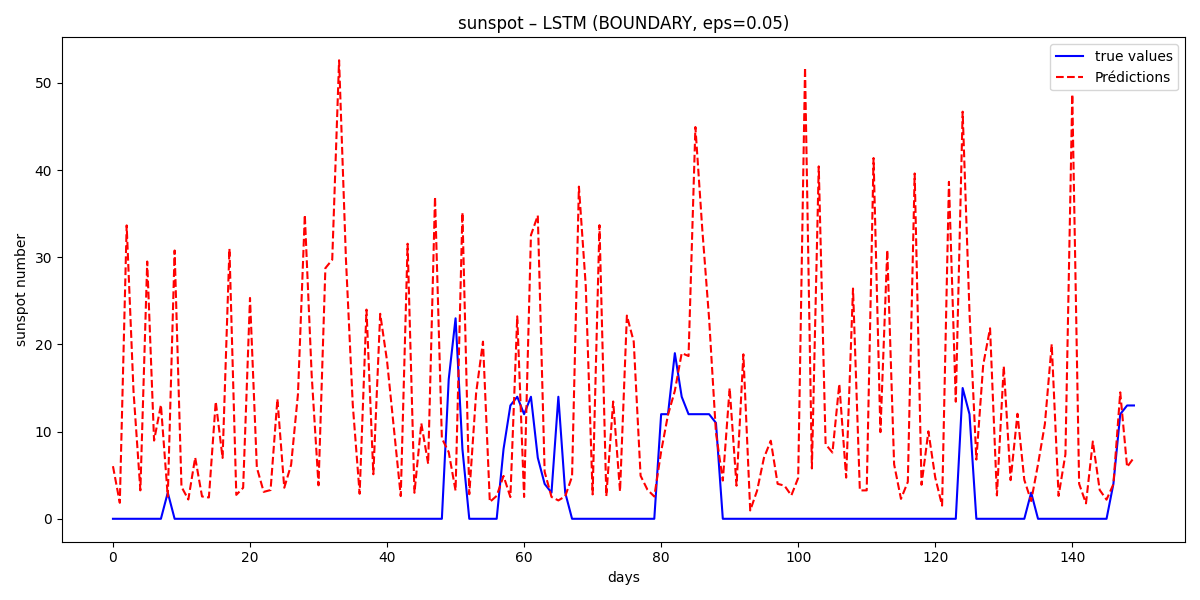 sunspot – LSTM (BOUNDARY, eps=0.05)
true values
Prédictions
sunspot number
50
40
30
20
10
0
0 20 40 60 80 100 120 140
days